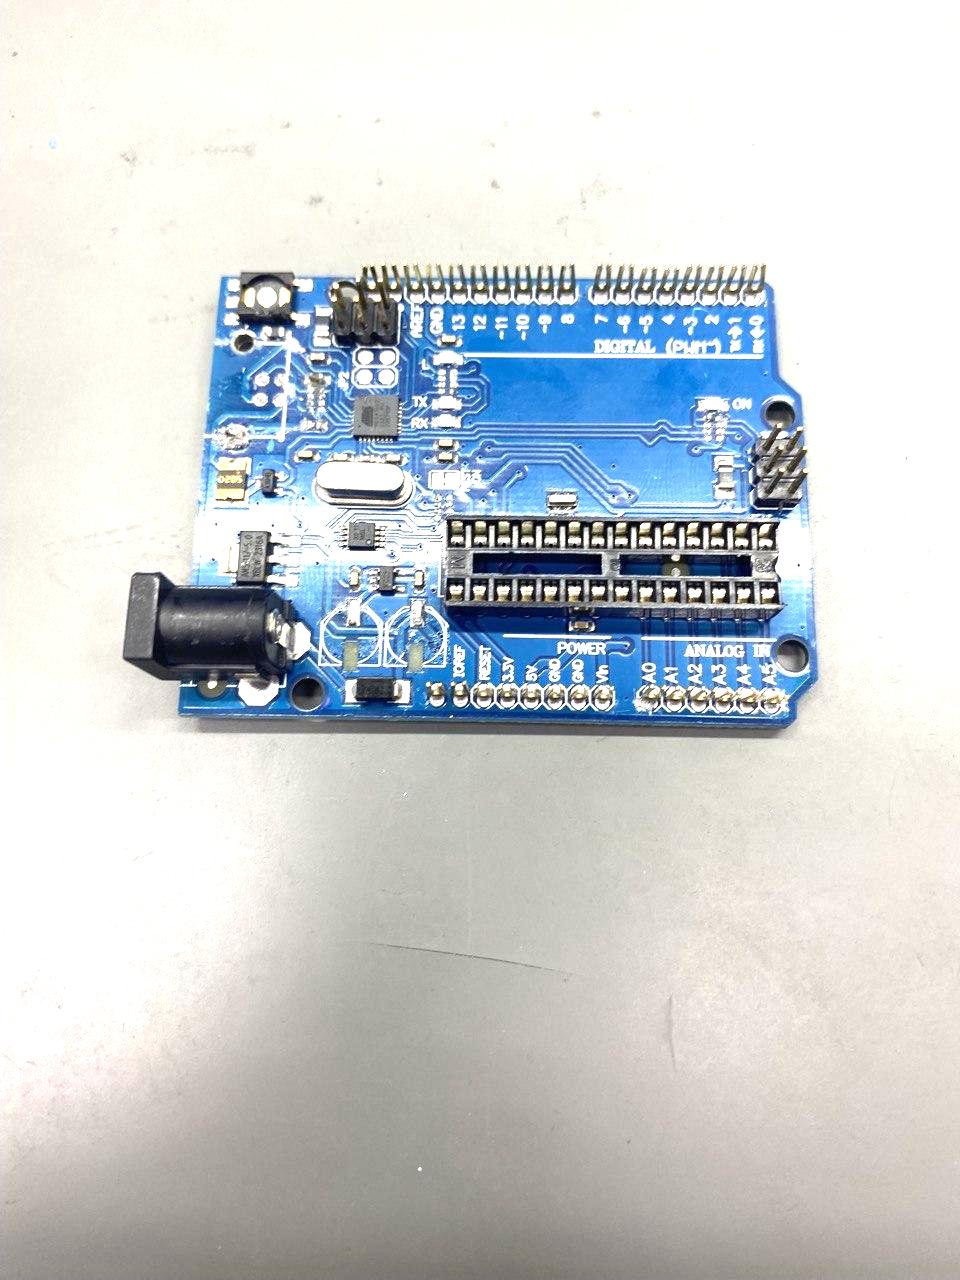 AREF
GND
13
12
~11
~10
~9
8
7
~6
~5
4
~3
2
TX→1
RX←0
DIGITAL (PWM~)
L
TX
RX
ON
IOREF
RESET
3.3V
5V
GND
GND
Vin
POWER
ANALOG IN
A0
A1
A2
A3
A4
A5